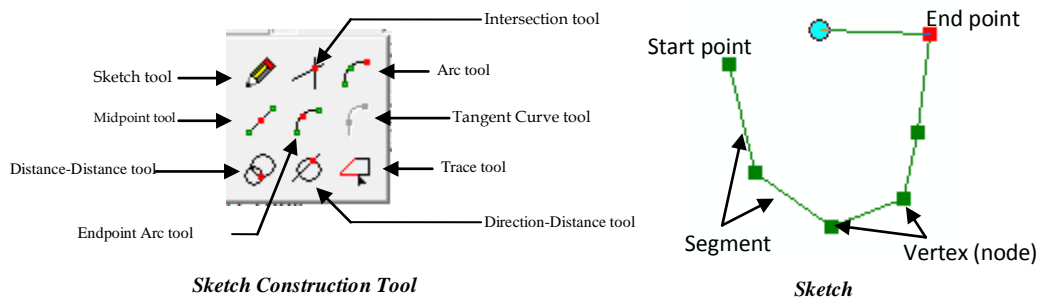 Intersection tool
Sketch tool
Arc tool
Midpoint tool
Tangent Curve tool
Distance-Distance tool
Trace tool
Endpoint Arc tool
Direction-Distance tool
Sketch Construction Tool
End point
Start point
Segment
Vertex (node)
Sketch